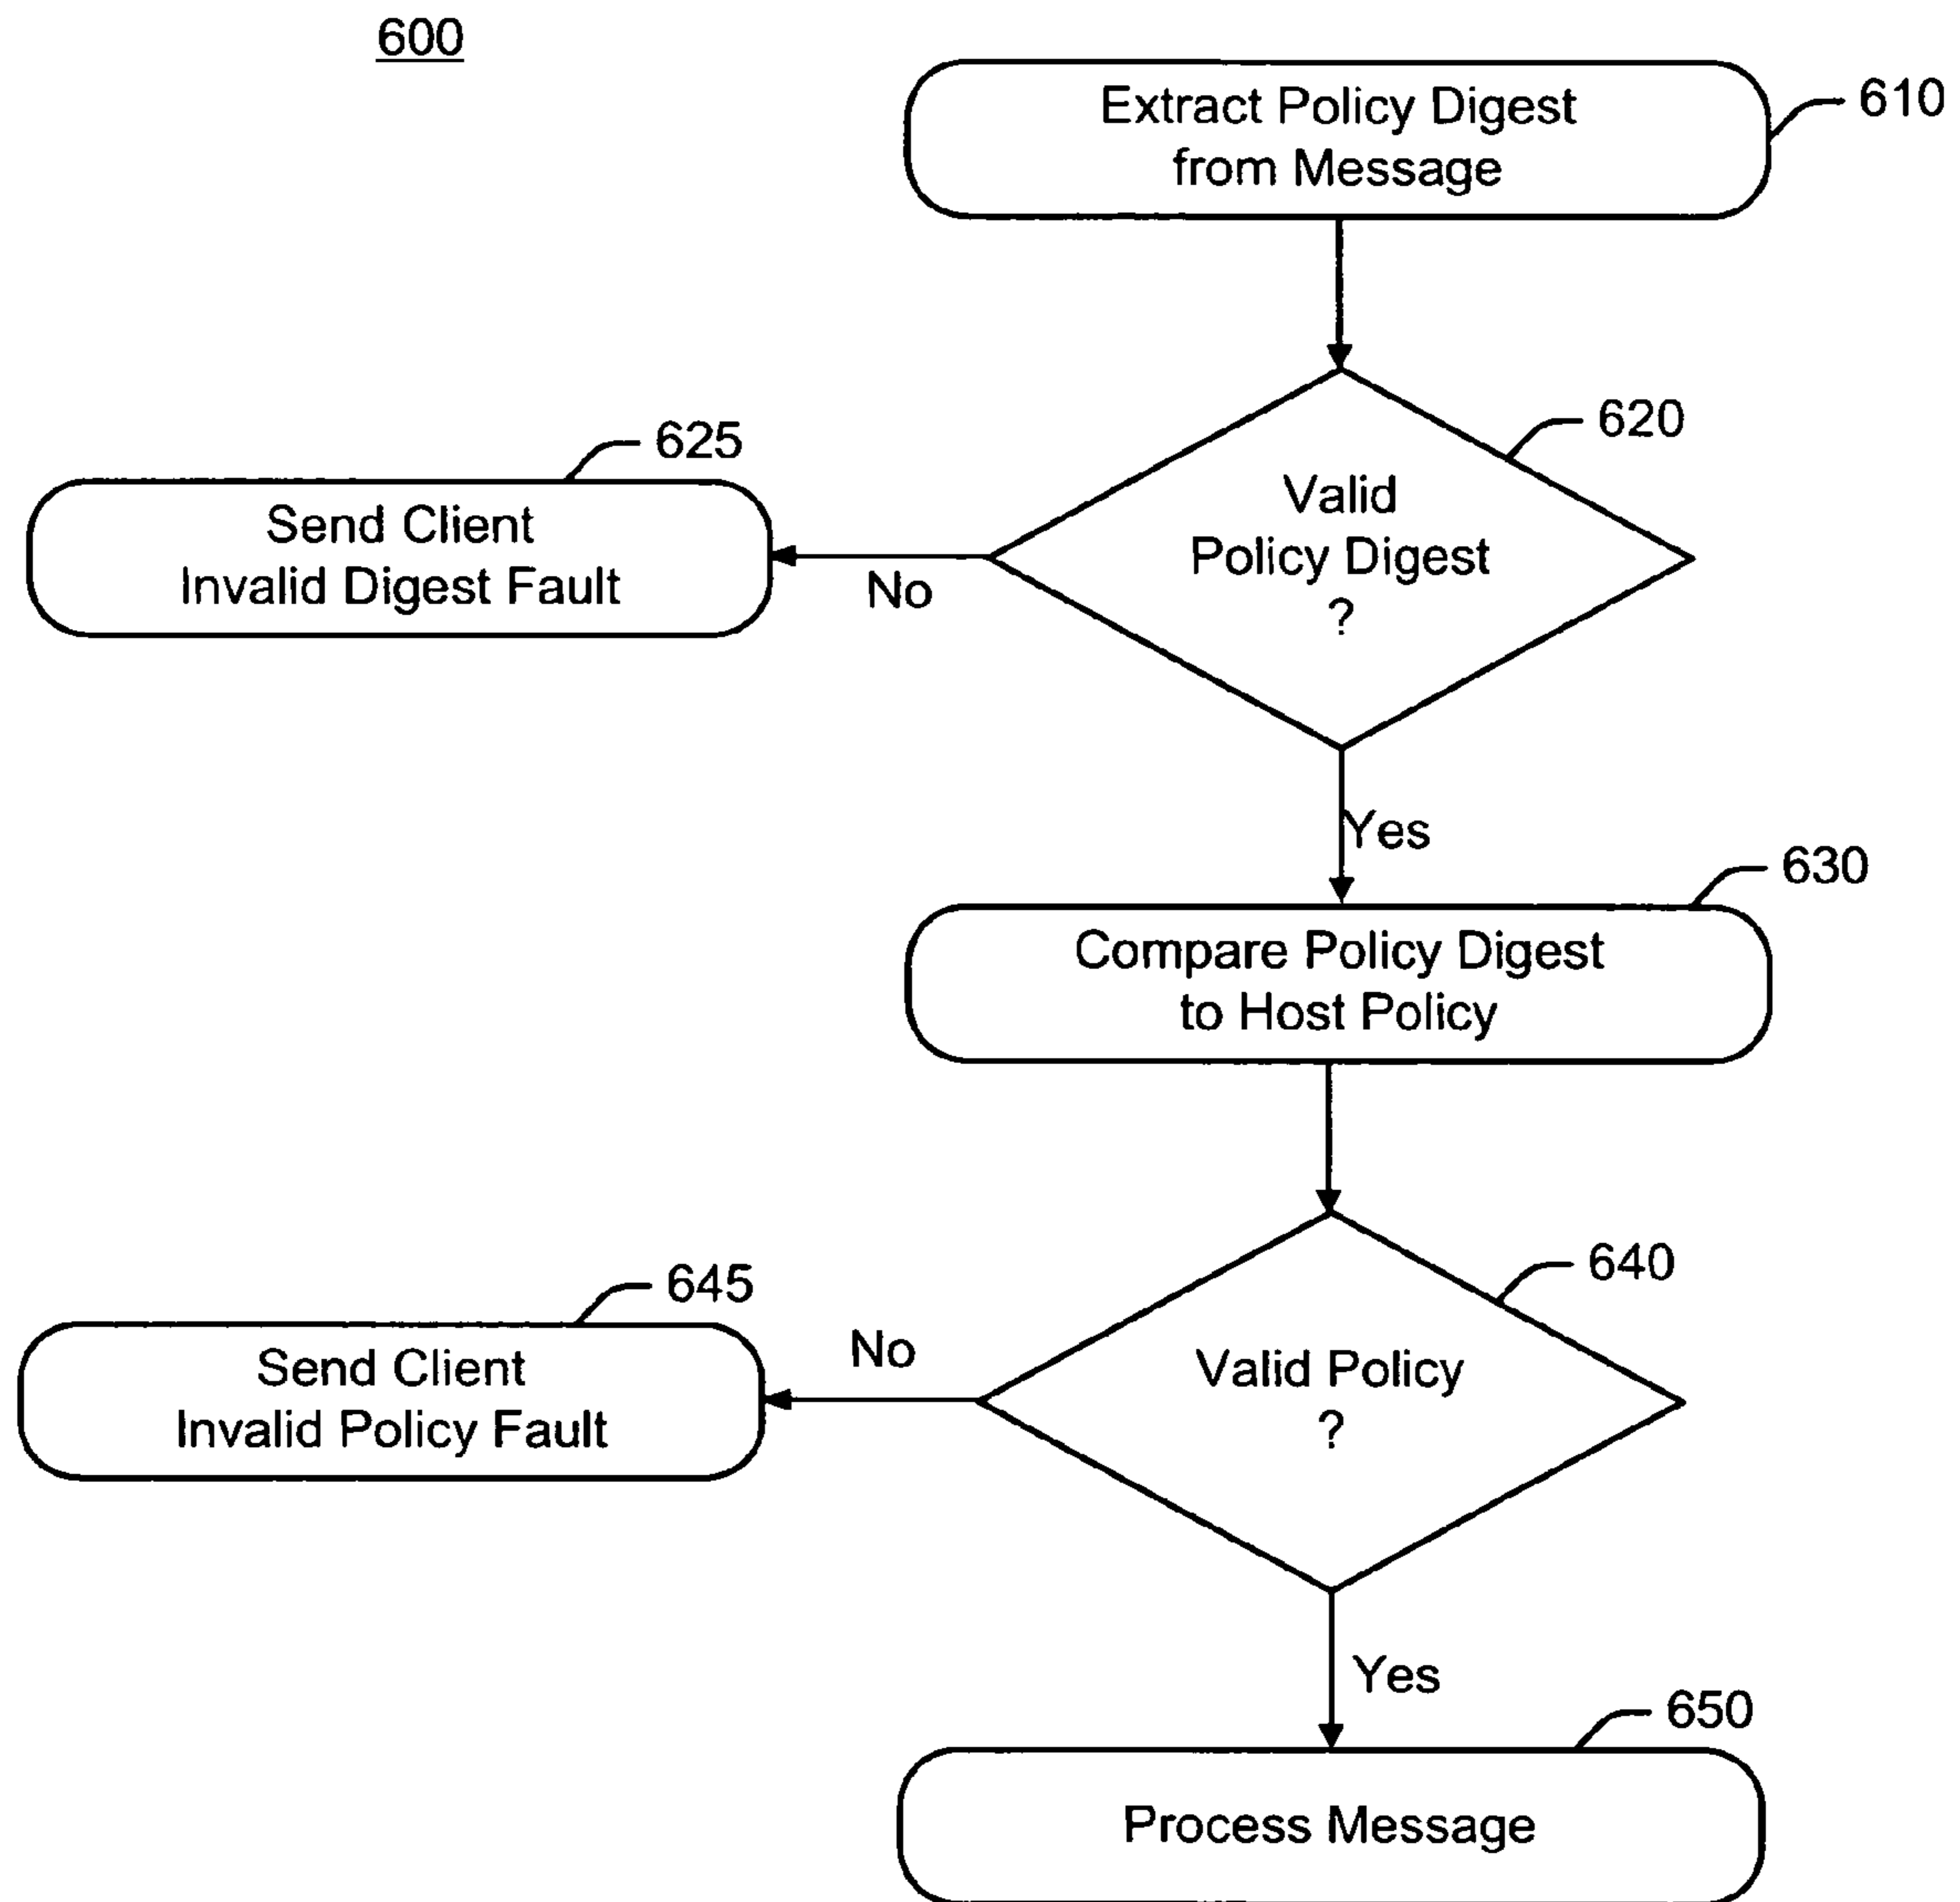 600
Extract Policy Digest
from Message
610
620
Valid
Policy Digest
?
625
Send Client
Invalid Digest Fault
No
Yes
630
Compare Policy Digest
to Host Policy
640
Valid Policy
?
645
Send Client
Invalid Policy Fault
No
Yes
650
Process Message